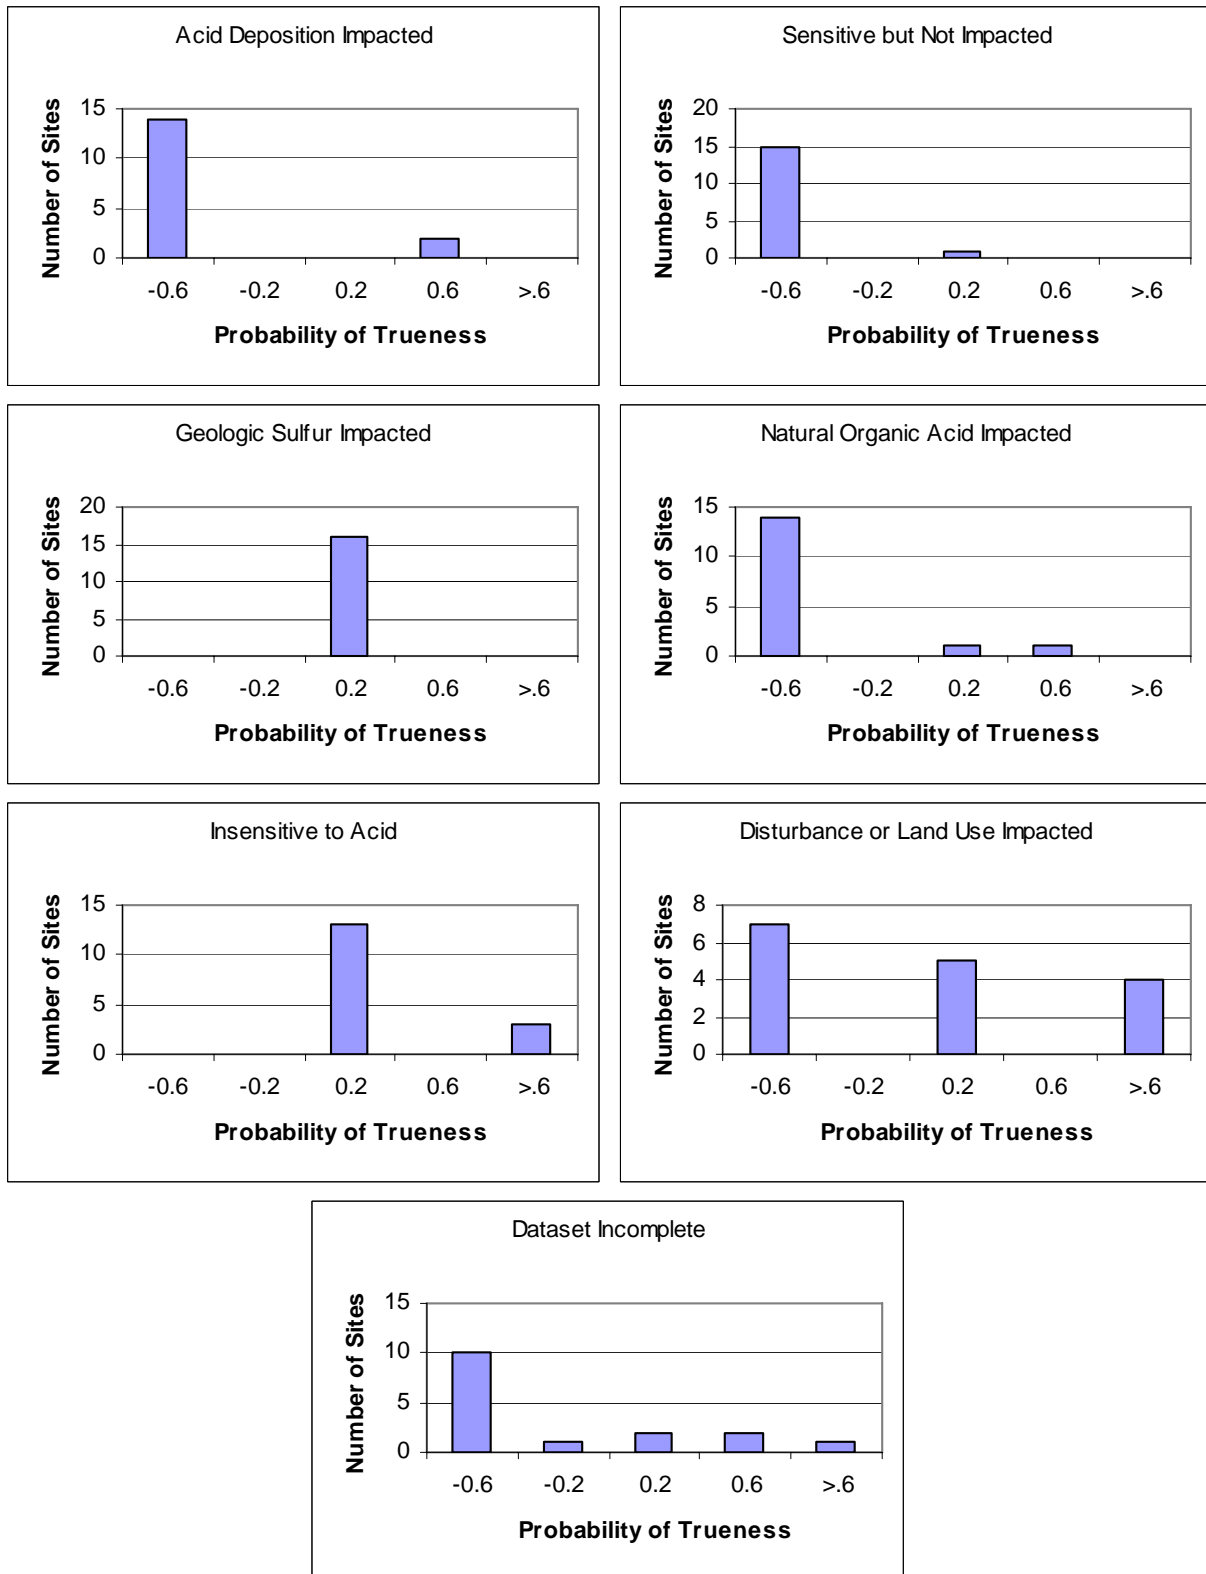 Acid Deposition Impacted
Number of Sites
15
10
5
0
-0.6 -0.2 0.2 0.6 >.6
Probability of Trueness
Sensitive but Not Impacted
Number of Sites
20
15
10
5
0
-0.6 -0.2 0.2 0.6 >.6
Probability of Trueness
Geologic Sulfur Impacted
Number of Sites
20
15
10
5
0
-0.6 -0.2 0.2 0.6 >.6
Probability of Trueness
Natural Organic Acid Impacted
Number of Sites
15
10
5
0
-0.6 -0.2 0.2 0.6 >.6
Probability of Trueness
Insensitive to Acid
Number of Sites
15
10
5
0
-0.6 -0.2 0.2 0.6 >.6
Probability of Trueness
Disturbance or Land Use Impacted
Number of Sites
8
6
4
2
0
-0.6 -0.2 0.2 0.6 >.6
Probability of Trueness
Dataset Incomplete
Number of Sites
15
10
5
0
-0.6 -0.2 0.2 0.6 >.6
Probability of Trueness